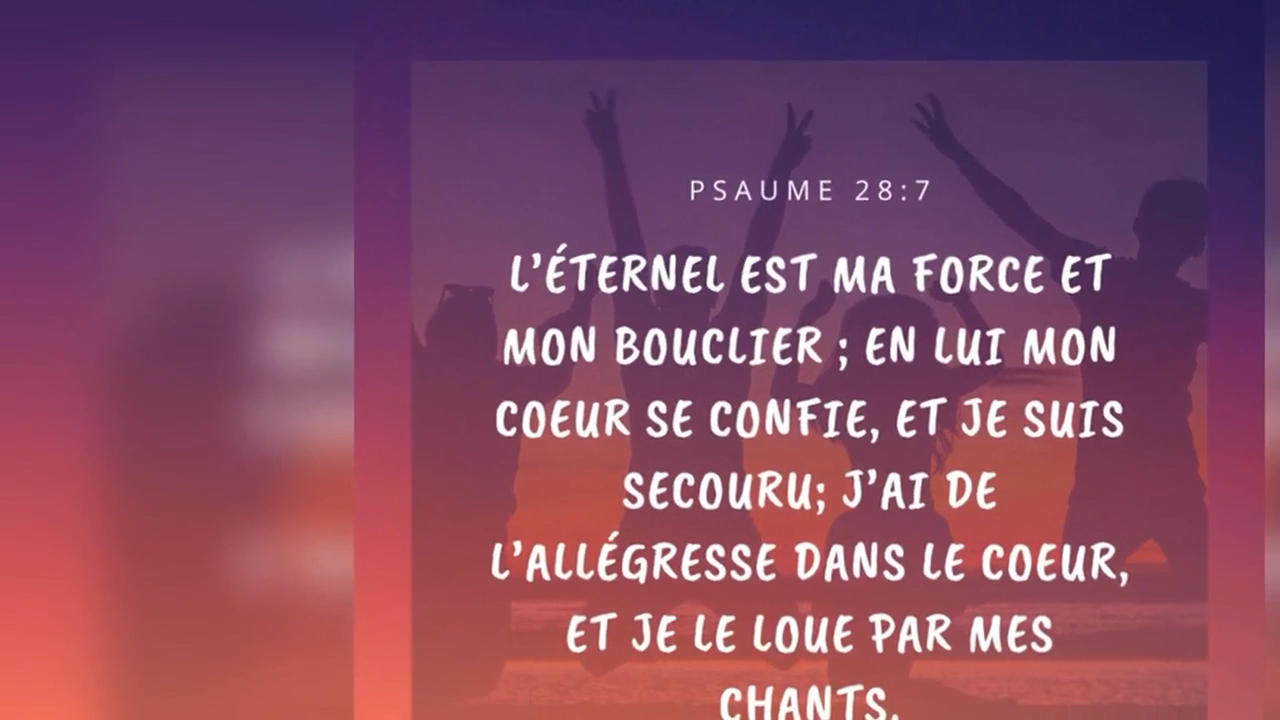 PSAUME 28:7
L'ÉTERNEL EST MA FORCE ET
MON BOUCLIER ; EN LUI MON
COEUR SE CONFIE, ET JE SUIS
SECOURU; J'AI DE
L'ALLÉGRESSE DANS LE COEUR,
ET JE LE LOUE PAR MES
CHANTS.